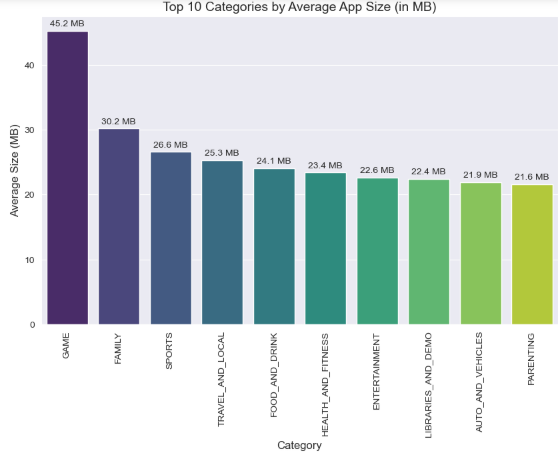 Top 10 Categories by Average App Size (in MB)
45.2 MB
30.2 MB
26.6 MB
25.3 MB
24.1 MB
23.4 MB
22.6 MB
22.4 MB
21.9 MB
21.6 MB
Average Size (MB)
40
30
20
10
0
GAME
FAMILY
SPORTS
TRAVEL_AND_LOCAL
FOOD_AND_DRINK
HEALTH_AND_FITNESS
ENTERTAINMENT
LIBRARIES_AND_DEMO
AUTO_AND_VEHICLES
PARENTING
Category